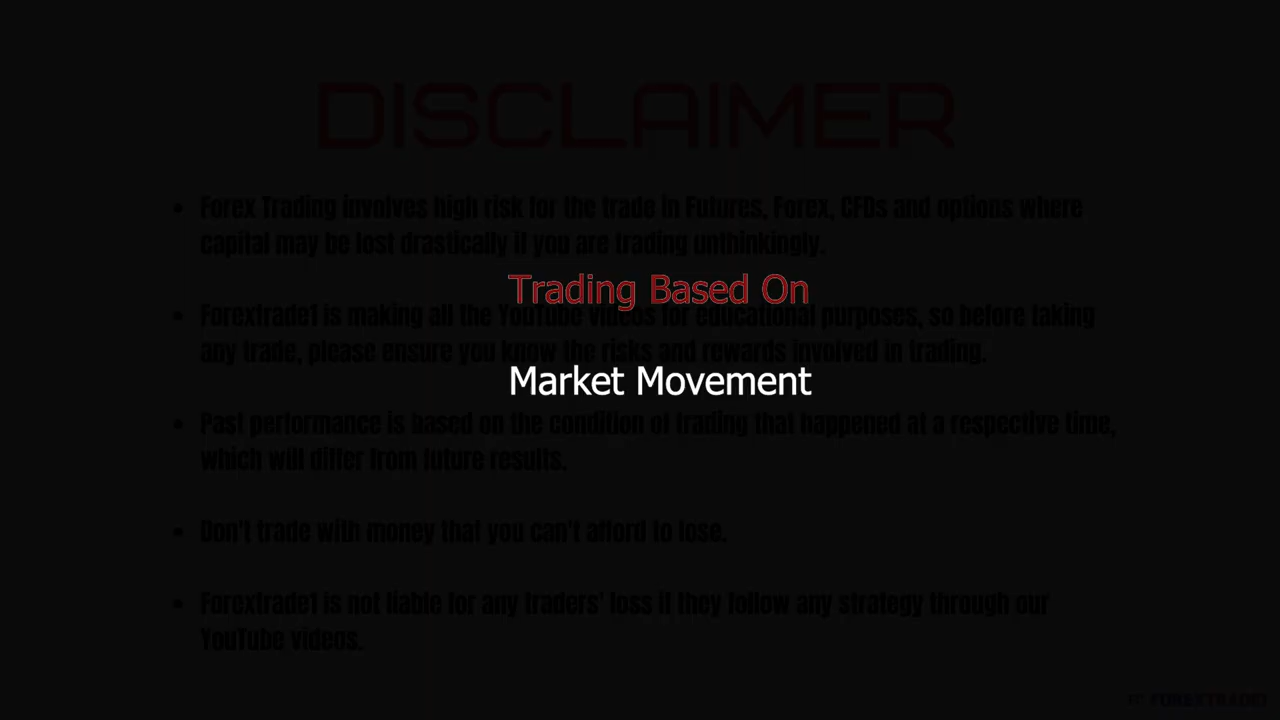 DISCLAIMER
• Forex Trading involves high risk for the trade in Futures, Forex, CFDs and options where
capital may be lost drastically if you are trading unthinkingly.
Trading Based On
• Forextrade1 is making all the YouTube videos for educational purposes, so before taking
any trade, please ensure you know the risks and rewards involved in trading.
Market Movement
• Past performance is based on the condition of trading that happened at a respective time,
which will differ from future results.
• Don't trade with money that you can't afford to lose.
• Forextrade1 is not liable for any traders' loss if they follow any strategy through our
YouTube videos.
FOREXTRADE1